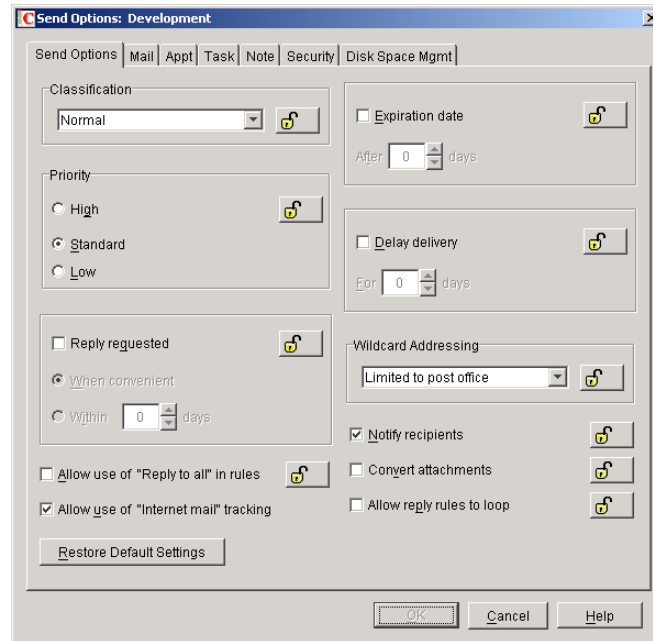 Send Options: Development
Send Options Mail Appt Task Note Security Disk Space Mgmt
Classification
Normal
Expiration date
After 0 days
Priority
High
Standard
Low
Delay delivery
For 0 days
Reply requested
When convenient
Within 0 days
Wildcard Addressing
Limited to post office
Notify recipients
Convert attachments
Allow reply rules to loop
Allow use of "Reply to all" in rules
Allow use of "Internet mail" tracking
Restore Default Settings
OK Cancel Help